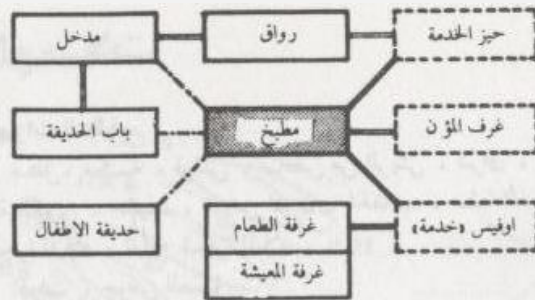 حيز الخدمة
رواق
مدخل
غرف المؤن
مطبخ
باب الحديقة
اوفيس «خدمة»
غرفة الطعام
غرفة المعيشة
حديقة الاطفال